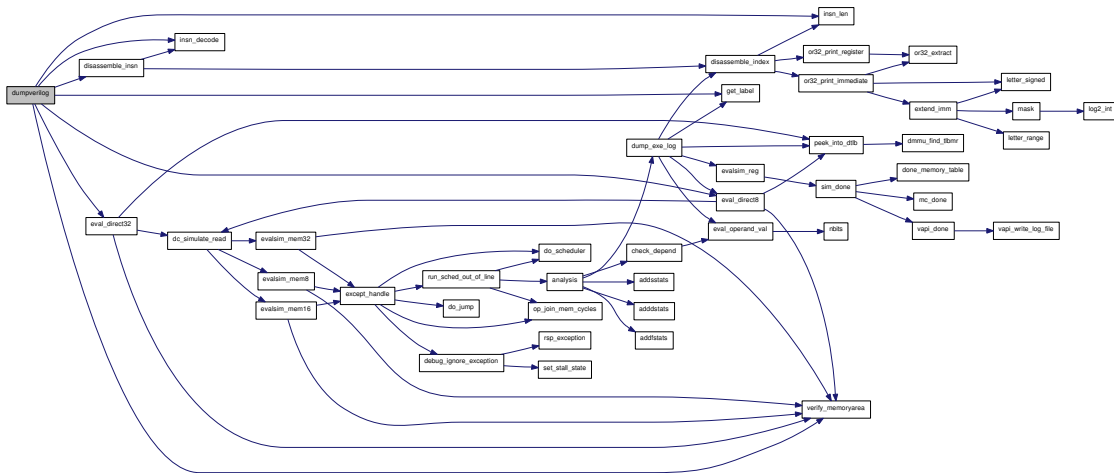 insn_len
insn_decode
or32_print_register
or32_extract
disassemble_insn
disassemble_index
or32_print_immediate
letter_signed
dumpverilog
get_label
extend_imm
mask
log2_int
peek_into_dtlb
dmmu_find_tlbmr
letter_range
dump_exe_log
evalsim_reg
done_memory_table
sim_done
eval_direct8
mc_done
eval_direct32
eval_operand_val
nbits
vapi_done
vapi_write_log_file
dc_simulate_read
evalsim_mem32
do_scheduler
check_depend
evalsim_mem8
run_sched_out_of_line
analysis
addsstats
except_handle
evalsim_mem16
do_jump
op_join_mem_cycles
adddstats
rsp_exception
addfstats
debug_ignore_exception
set_stall_state
verify_memoryarea